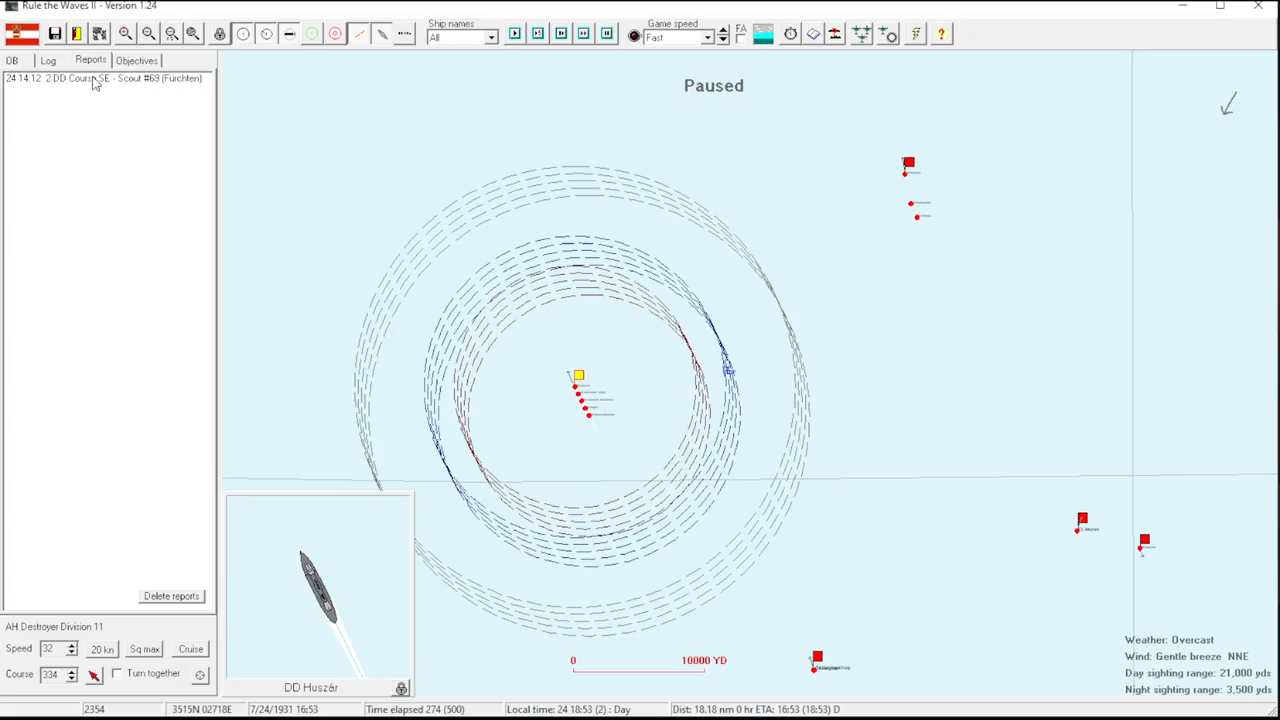 Rule the Waves II - Version 1.24
Ship names
All
Game speed
Fast
FA
OB
Log
Reports
Objectives
24 14:12 2 DD Course SE - Scout #69 (Fürchten)
Paused
Delete reports
AH Destroyer Division 11
Speed 32 20 kn Sq max Cruise
Course 334 Turn together
DD Huszár
0 10000 YD
Weather: Overcast
Wind: Gentle breeze NNE
Day sighting range: 21,000 yds
Night sighting range: 3,500 yds
2354
3515N 02718E
7/24/1931 16:53
Time elapsed 274 (500)
Local time: 24 18:53 (2) : Day
Dist: 18.18 nm 0 hr ETA: 16:53 (18:53) D